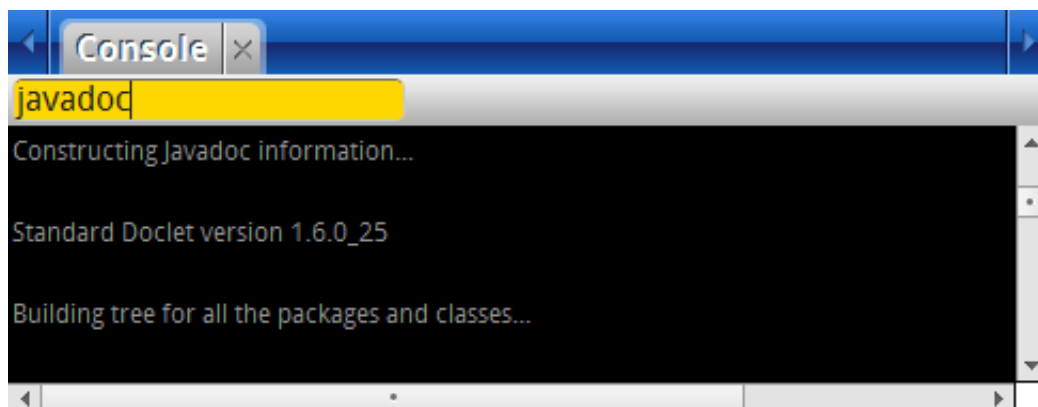 Console
javadoc
Constructing Javadoc information...
Standard Doclet version 1.6.0_25
Building tree for all the packages and classes...